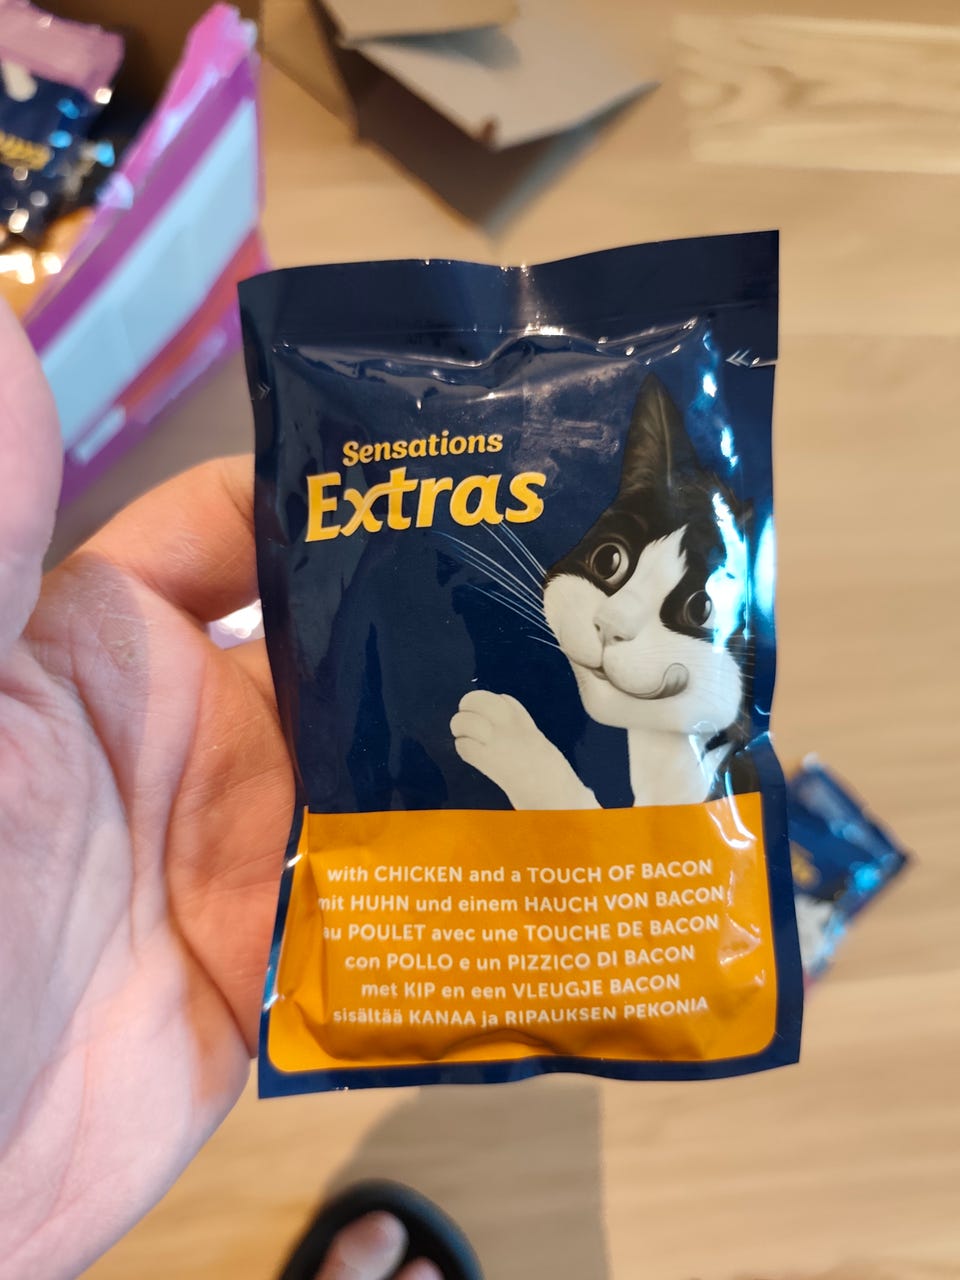 Sensations
Extras
with CHICKEN and a TOUCH OF BACON
mit HUHN und einem HAUCH VON BACON
au POULET avec une TOUCHE DE BACON
con POLLO e un PIZZICO DI BACON
met KIP en een VLEUGJE BACON
sisältää KANAA ja RIPAUKSEN PEKONIA